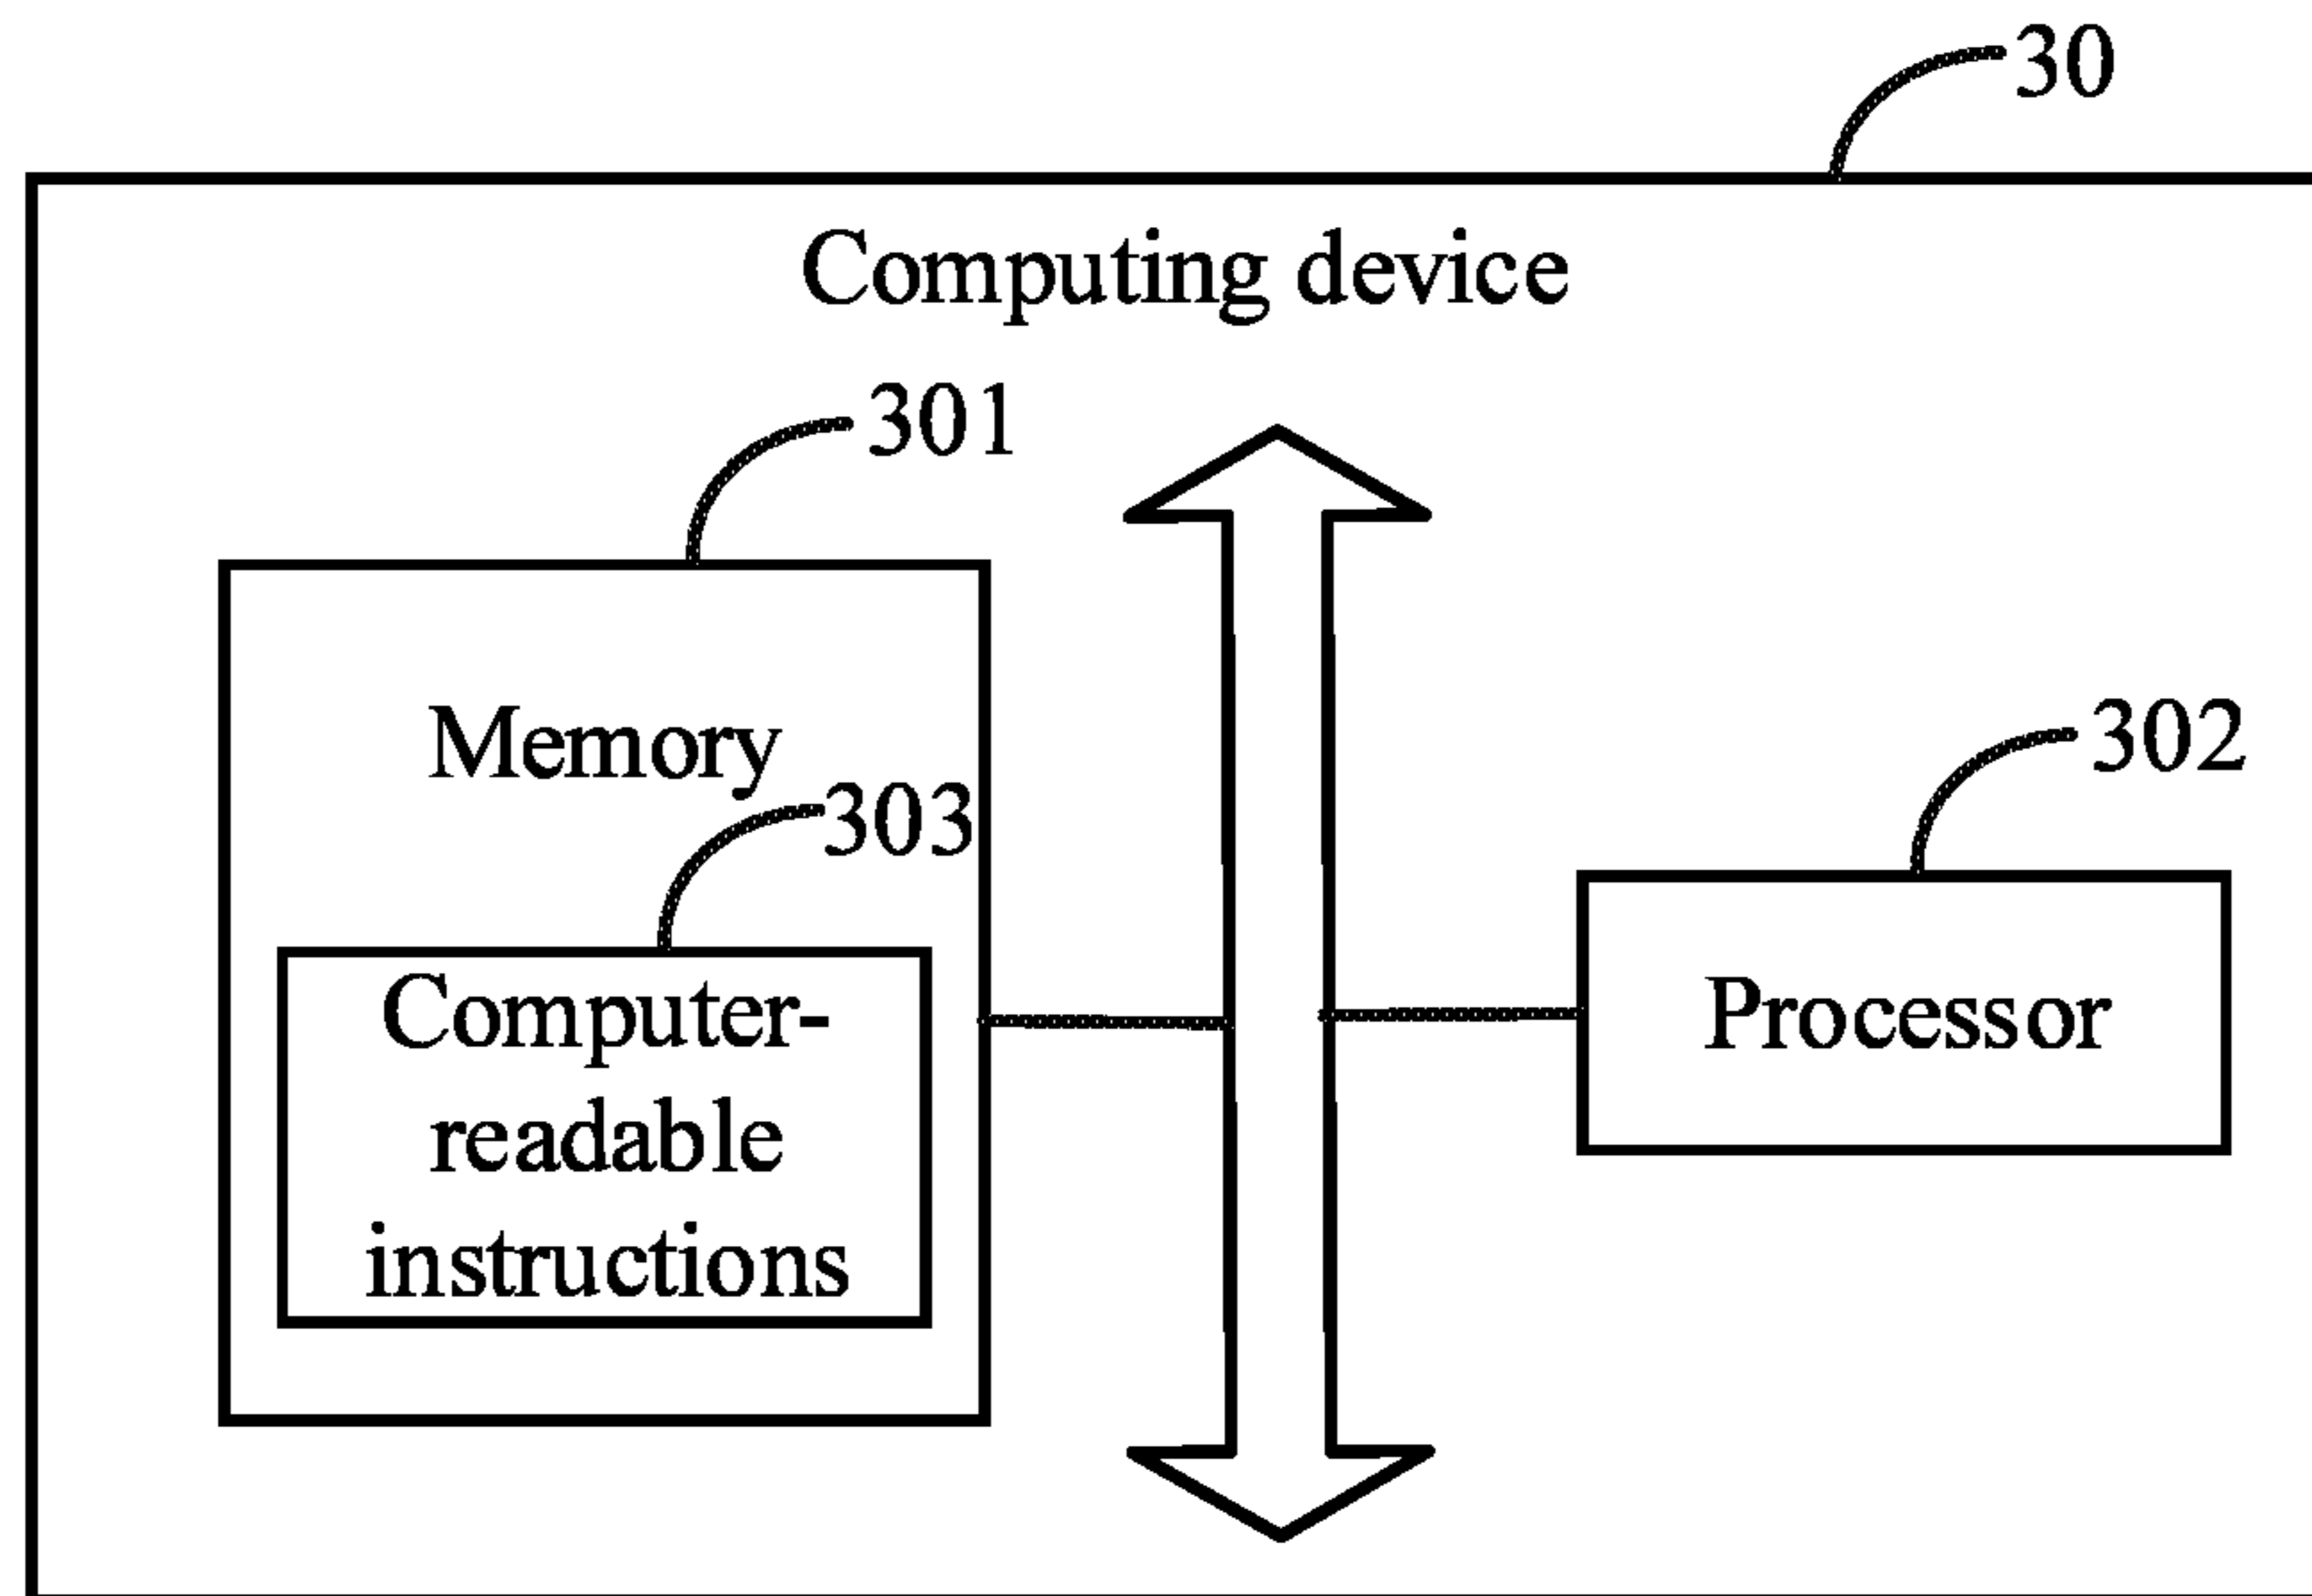 30
Computing device
301
Memory
303
302
Computer-
readable
instructions
Processor